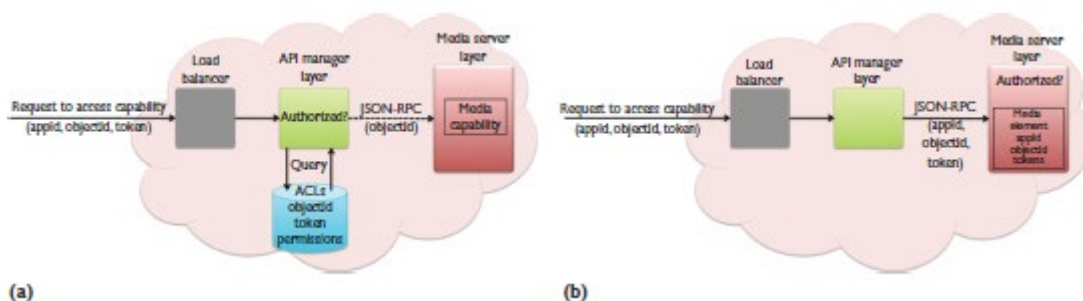 Media server
layer
API manager
layer
Load
balancer
Request to access capability
(appId, objectId, token)
Authorized?
JSON-RPC
(objectId)
Media
capability
Query
ACLs
objectId
token
permissions
(a)
Media server
layer
API manager
layer
Load
balancer
Request to access capability
(appId, objectId, token)
JSON-RPC
(appId,
objectId,
token)
Authorized?
Media
element
appId
objectId
tokens
(b)